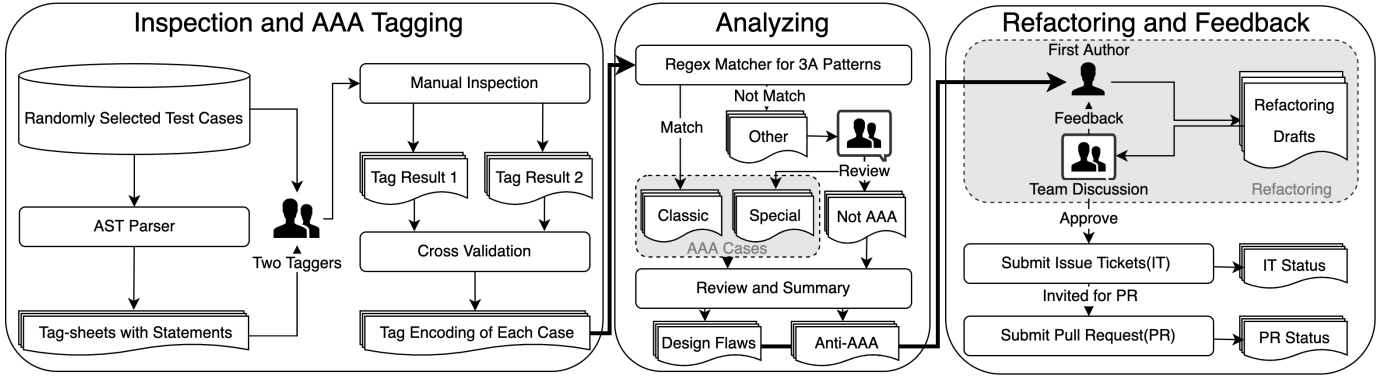 Inspection and AAA Tagging
Randomly Selected Test Cases
AST Parser
Tag-sheets with Statements
Two Taggers
Manual Inspection
Tag Result 1
Tag Result 2
Cross Validation
Tag Encoding of Each Case
Analyzing
Regex Matcher for 3A Patterns
Not Match
Match
Other
Review
Classic
Special
Not AAA
AAA Cases
Review and Summary
Design Flaws
Anti-AAA
Refactoring and Feedback
First Author
Feedback
Team Discussion
Refactoring
Drafts
Refactoring
Approve
Submit Issue Tickets(IT)
IT Status
Invited for PR
Submit Pull Request(PR)
PR Status